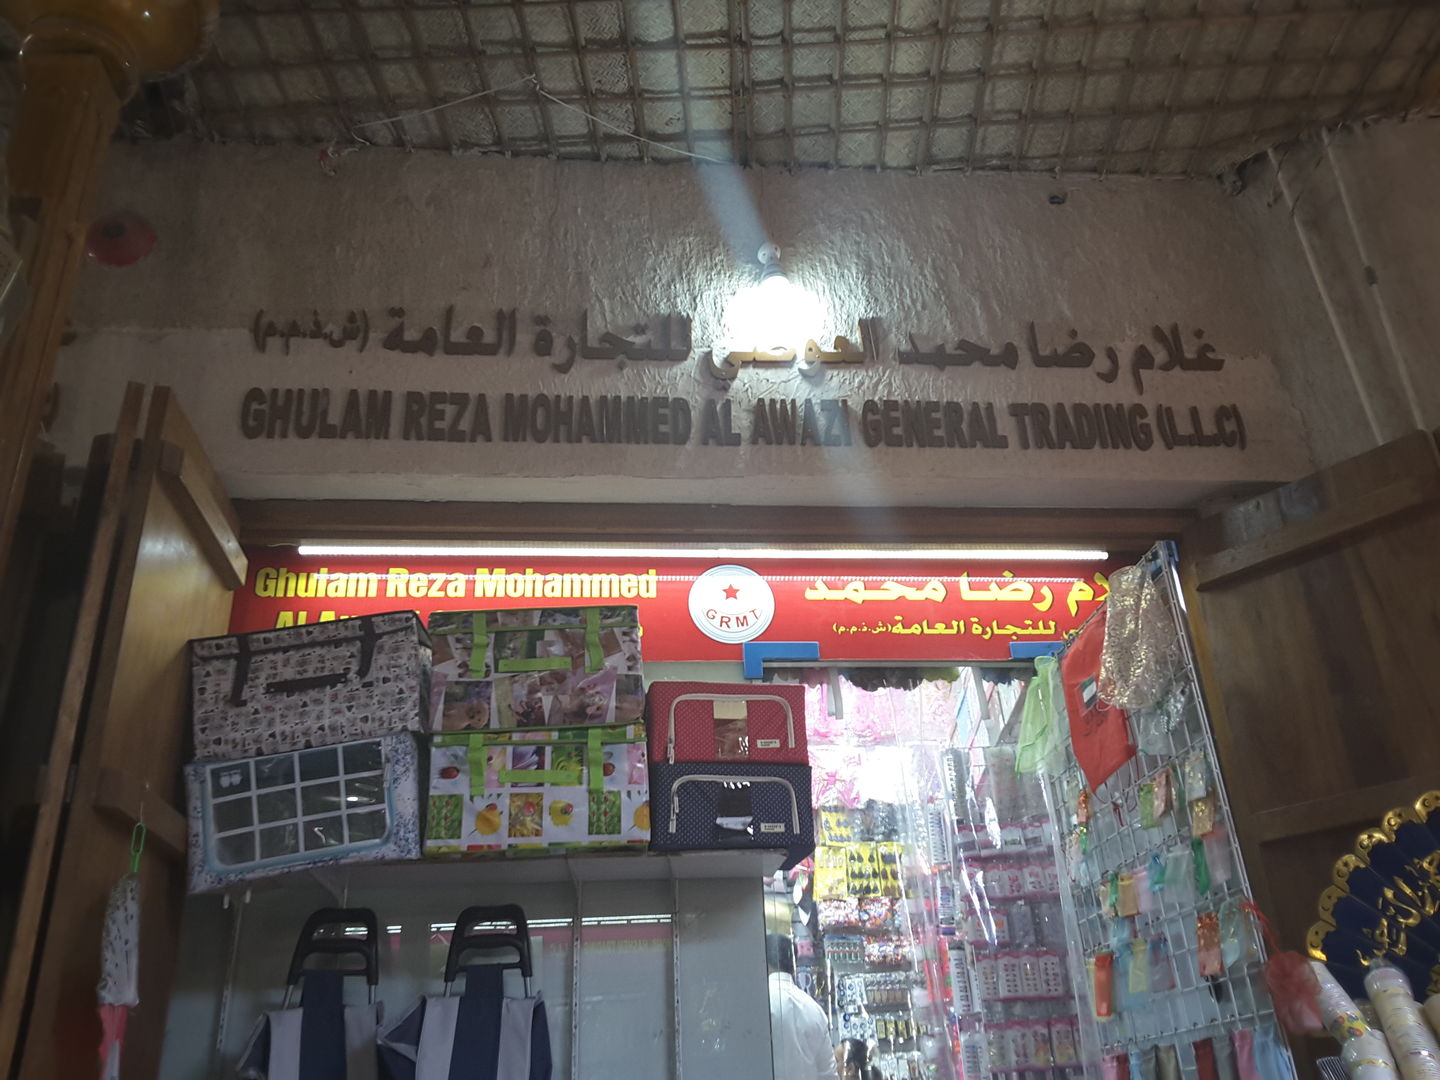 غلام رضا محمد العوضي للتجارة العامة (ش.ذ.م.م)
GHULAM REZA MOHAMMED AL AWAZI GENERAL TRADING (L.L.C)
Ghulam Reza Mohammed
GRMT
رضا محمد
للتجارة العامة (ش.ذ.م.م)